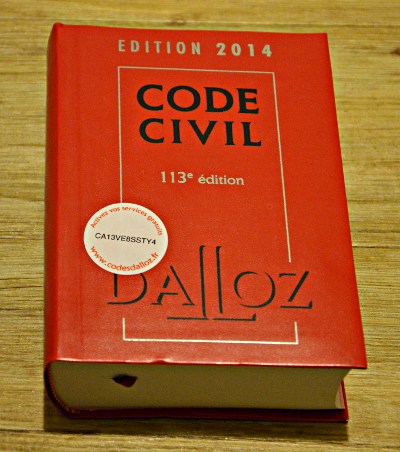 EDITION 2014
CODE
CIVIL
113e édition
Activez vos services gratuits
CA13VE8SSTY4
www.codesdalloz.fr
DALLOZ